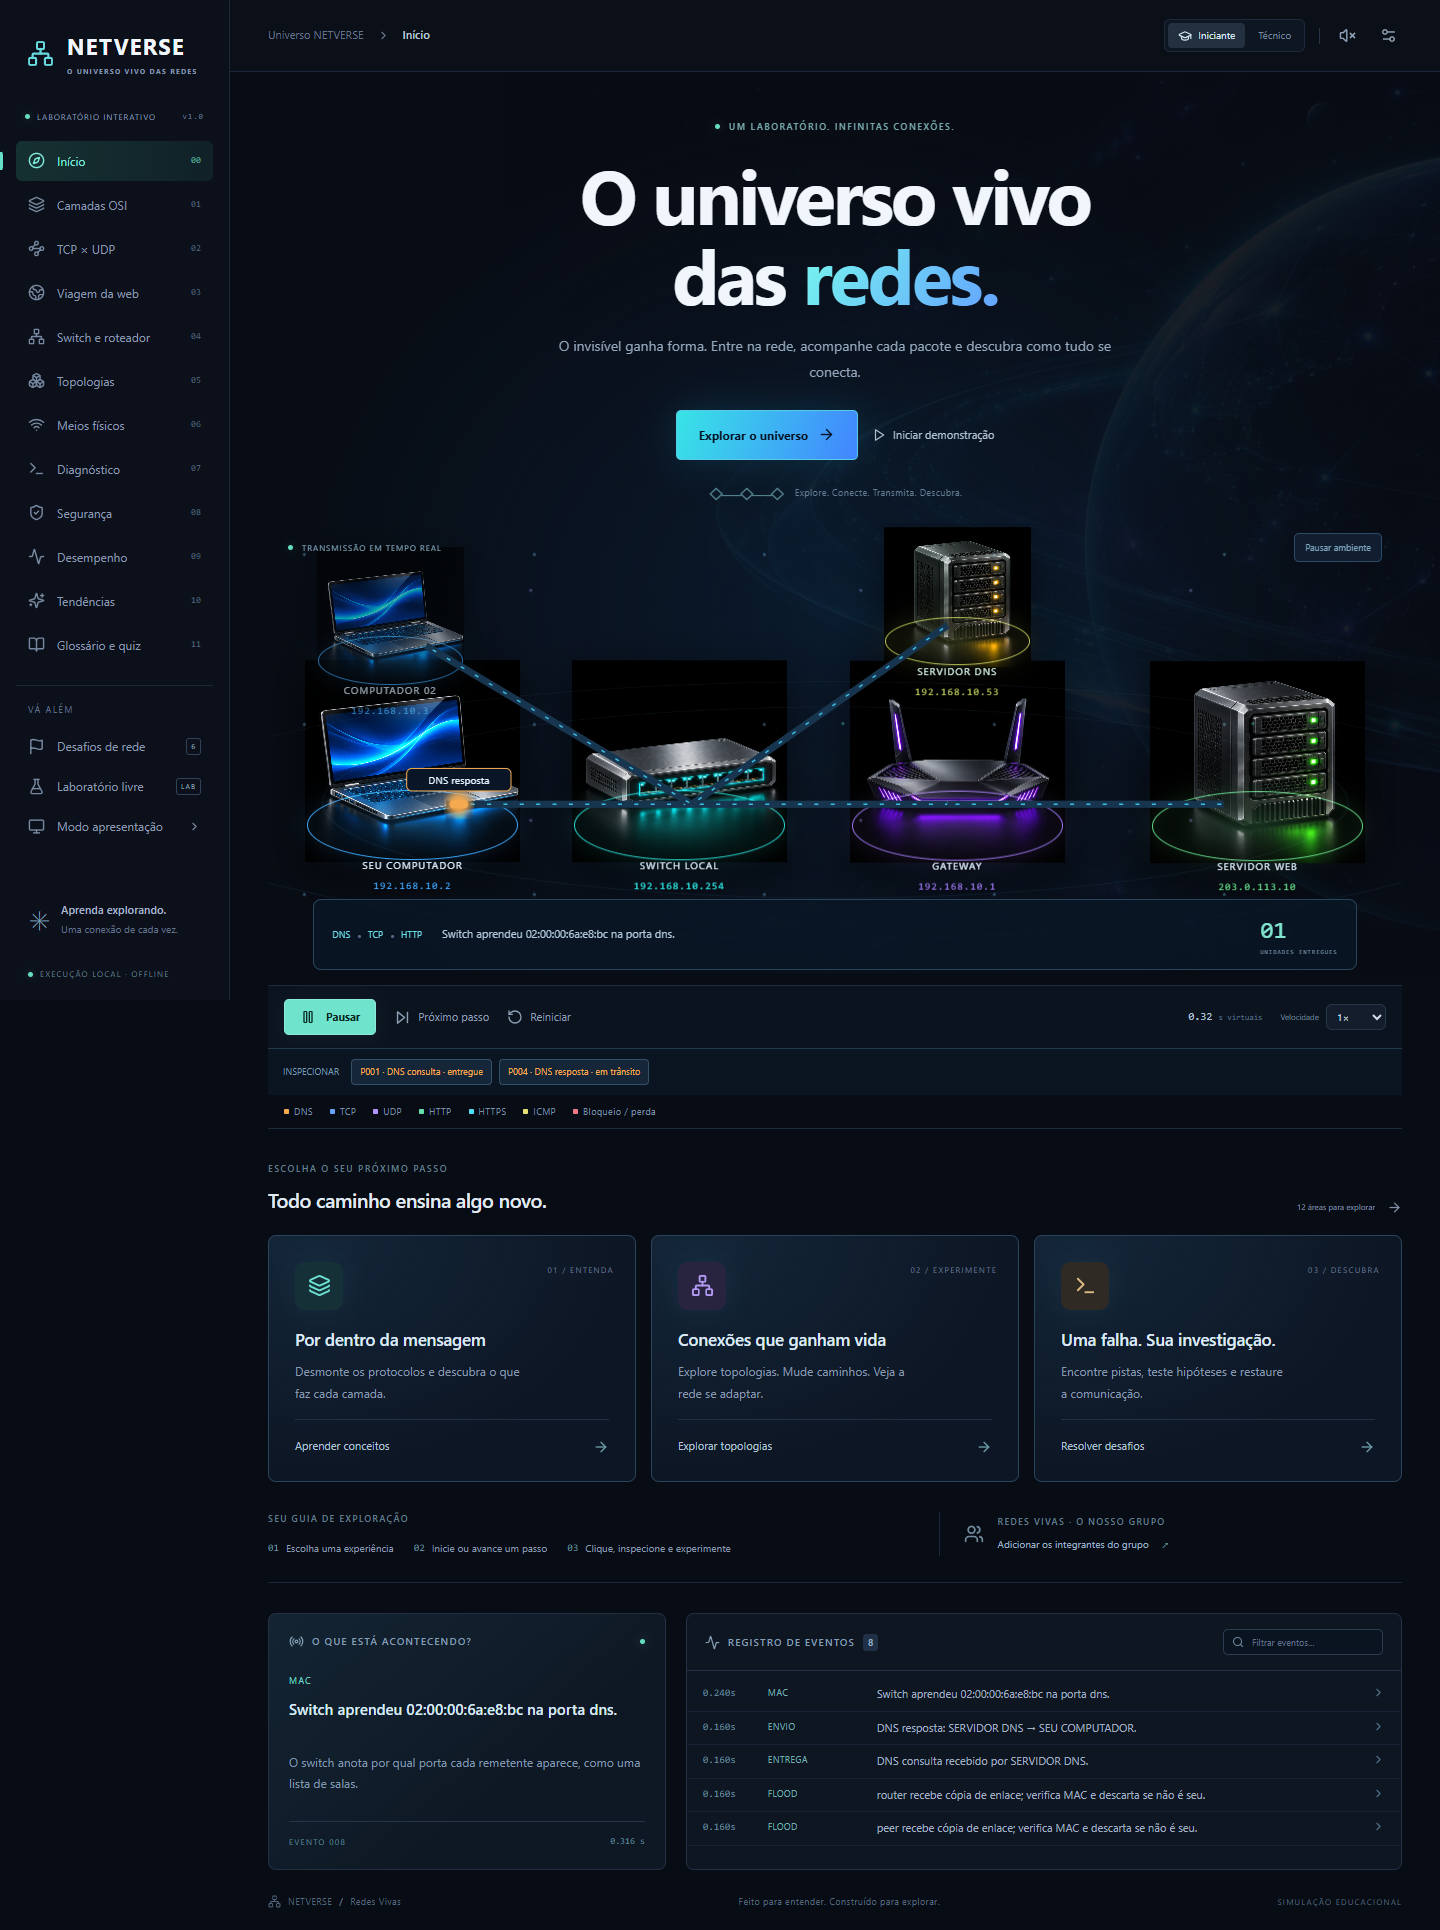 NETVERSE
O UNIVERSO VIVO DAS REDES
LABORATÓRIO INTERATIVO v1.0
Início 00
Camadas OSI 01
TCP × UDP 02
Viagem da web 03
Switch e roteador 04
Topologias 05
Meios físicos 06
Diagnóstico 07
Segurança 08
Desempenho 09
Tendências 10
Glossário e quiz 11
VÁ ALÉM
Desafios de rede 6
Laboratório livre LAB
Modo apresentação
Aprenda explorando.
Uma conexão de cada vez.
EXECUÇÃO LOCAL · OFFLINE
Universo NETVERSE > Início
Iniciante Técnico
UM LABORATÓRIO. INFINITAS CONEXÕES.
O universo vivo
das redes.
O invisível ganha forma. Entre na rede, acompanhe cada pacote e descubra como tudo se
conecta.
Explorar o universo →
Iniciar demonstração
Explore. Conecte. Transmita. Descubra.
TRANSMISSÃO EM TEMPO REAL
Pausar ambiente
COMPUTADOR 02
192.168.10.3
SERVIDOR DNS
192.168.10.53
DNS resposta
SEU COMPUTADOR
192.168.10.2
SWITCH LOCAL
192.168.10.254
GATEWAY
192.168.10.1
SERVIDOR WEB
203.0.113.10
DNS • TCP • HTTP Switch aprendeu 02:00:00:6a:e8:bc na porta dns.
01
UNIDADES ENTREGUES
Pausar
Próximo passo
Reiniciar
0.32 s virtuais
Velocidade 1×
INSPECIONAR
P001 · DNS consulta · entregue
P004 · DNS resposta · em trânsito
DNS TCP UDP HTTP HTTPS ICMP Bloqueio / perda
ESCOLHA O SEU PRÓXIMO PASSO
Todo caminho ensina algo novo.
12 áreas para explorar →
01 / ENTENDA
Por dentro da mensagem
Desmonte os protocolos e descubra o que
faz cada camada.
Aprender conceitos →
02 / EXPERIMENTE
Conexões que ganham vida
Explore topologias. Mude caminhos. Veja a
rede se adaptar.
Explorar topologias →
03 / DESCUBRA
Uma falha. Sua investigação.
Encontre pistas, teste hipóteses e restaure
a comunicação.
Resolver desafios →
SEU GUIA DE EXPLORAÇÃO
01 Escolha uma experiência 02 Inicie ou avance um passo 03 Clique, inspecione e experimente
REDES VIVAS · O NOSSO GRUPO
Adicionar os integrantes do grupo ↗
O QUE ESTÁ ACONTECENDO?
MAC
Switch aprendeu 02:00:00:6a:e8:bc na porta dns.
O switch anota por qual porta cada remetente aparece, como uma
lista de salas.
EVENTO 008 0.316 s
REGISTRO DE EVENTOS 8
Filtrar eventos...
0.240s MAC Switch aprendeu 02:00:00:6a:e8:bc na porta dns.
0.160s ENVIO DNS resposta: SERVIDOR DNS → SEU COMPUTADOR.
0.160s ENTREGA DNS consulta recebido por SERVIDOR DNS.
0.160s FLOOD router recebe cópia de enlace; verifica MAC e descarta se não é seu.
0.160s FLOOD peer recebe cópia de enlace; verifica MAC e descarta se não é seu.
NETVERSE / Redes Vivas
Feito para entender. Construído para explorar.
SIMULAÇÃO EDUCACIONAL